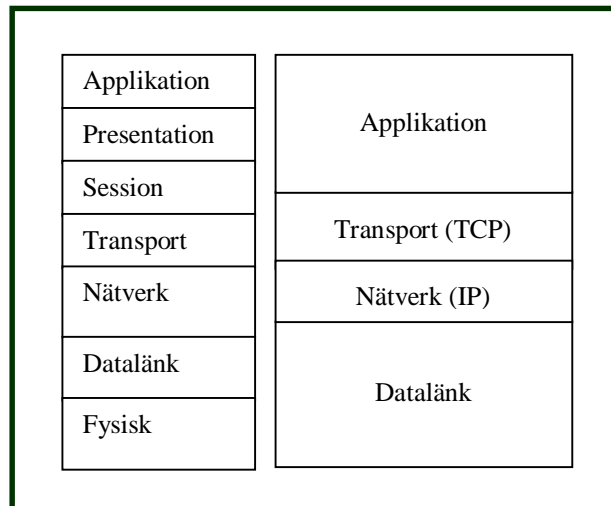 Applikation
Presentation
Session
Transport
Nätverk
Datalänk
Fysisk
Applikation
Transport (TCP)
Nätverk (IP)
Datalänk